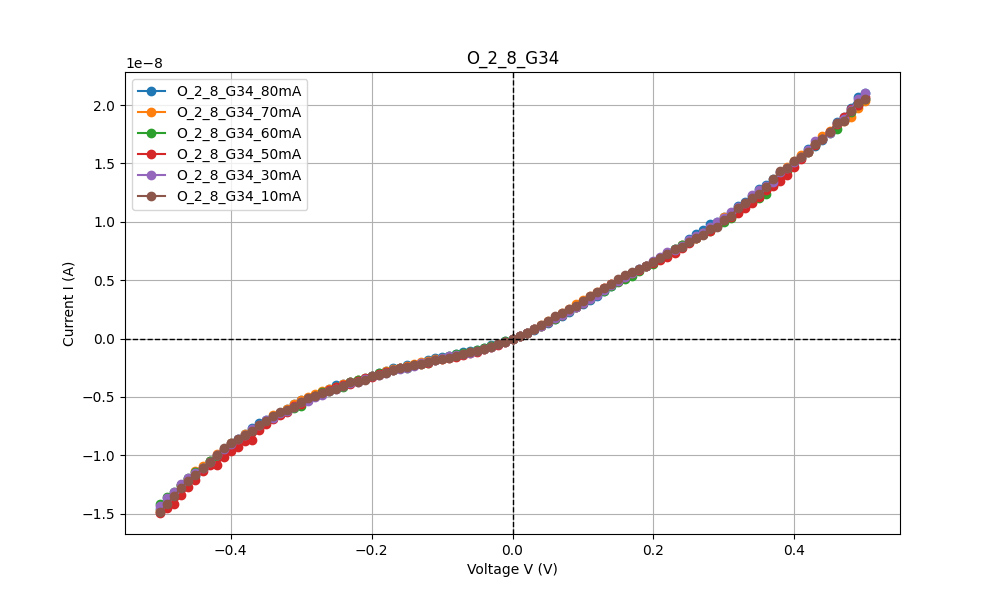 O_2_8_G34
1e−8
O_2_8_G34_80mA
O_2_8_G34_70mA
O_2_8_G34_60mA
O_2_8_G34_50mA
O_2_8_G34_30mA
O_2_8_G34_10mA
2.0
1.5
1.0
0.5
0.0
−0.5
−1.0
−1.5
Current I (A)
−0.4 −0.2 0.0 0.2 0.4
Voltage V (V)